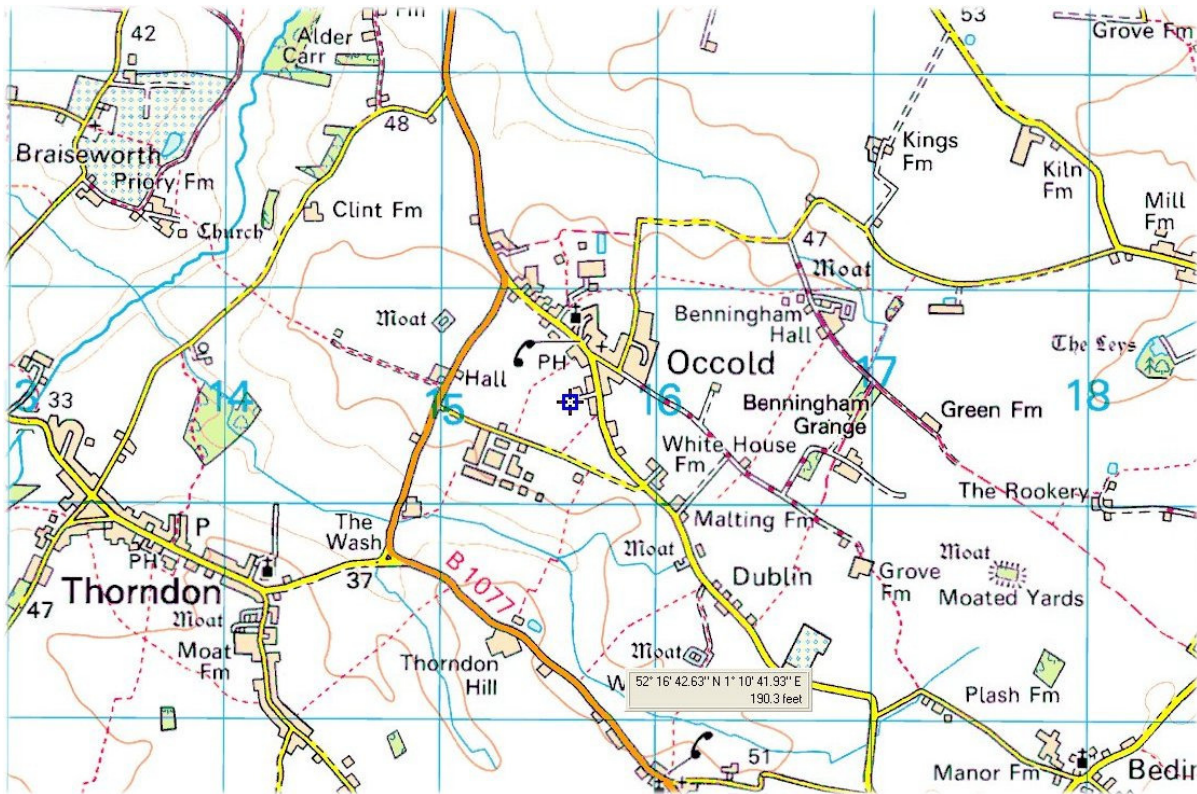 Fm
53
Grove Fm
42
Alder
Carr
48
Kings
Fm
Kiln
Fm
Braiseworth
Priory Fm
Clint Fm
Church
Mill
Fm
47
Moat
Moat
Benningham
Hall
The Leys
PH
Occold
Hall
33
14
15
16
17
18
Benningham
Grange
Green Fm
White House
Fm
The Rookery
Malting Fm
P
The
Wash
PH
37
B1077
Moat
Dublin
Grove
Fm
Moat
Moated Yards
Thorndon
47
Moat
Moat
Fm
Thorndon
Hill
Moat
W
52° 16' 42.63" N 1° 10' 41.93" E
190.3 feet
Plash Fm
51
Manor Fm
Bedin